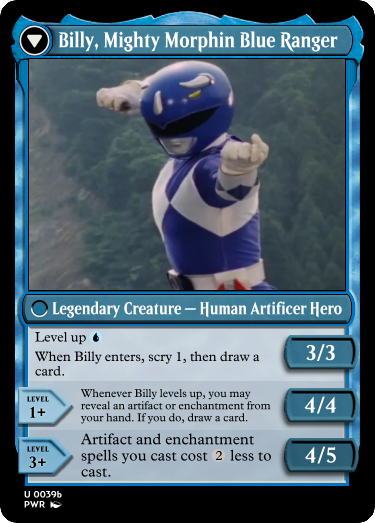 Billy, Mighty Morphin Blue Ranger
Legendary Creature — Human Artificer Hero
Level up
When Billy enters, scry 1, then draw a
card.
3/3
LEVEL
1+
Whenever Billy levels up, you may
reveal an artifact or enchantment from
your hand. If you do, draw a card.
4/4
LEVEL
3+
Artifact and enchantment
spells you cast cost 2 less to
cast.
4/5
U 0039b
PWR